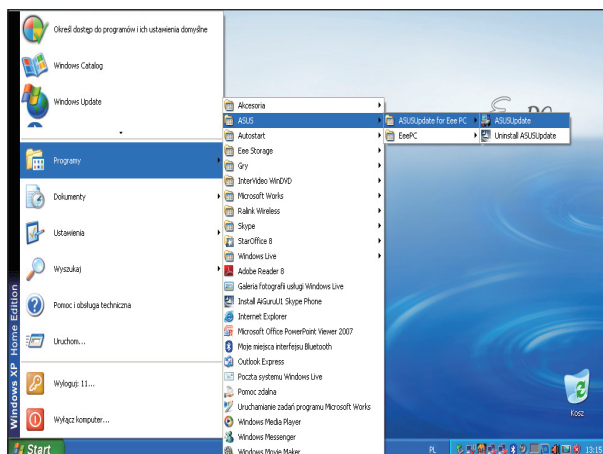 Określ dostęp do programów i ich ustawienia domyślne
Windows Catalog
Windows Update
Programy
Dokumenty
Ustawienia
Wyszukaj
Pomoc i obsługa techniczna
Uruchom...
Wyloguj: 11...
Wyłącz komputer...
Windows XP Home Edition
Akcesoria
ASUS
Autostart
Eee Storage
Gry
InterVideo WinDVD
Microsoft Works
Ralink Wireless
Skype
StarOffice 8
Windows Live
Adobe Reader 8
Galeria fotografii usługi Windows Live
Install AiGuruU1 Skype Phone
Internet Explorer
Microsoft Office PowerPoint Viewer 2007
Moje miejsca interfejsu Bluetooth
Outlook Express
Poczta systemu Windows Live
Pomoc zdalna
Uruchamianie zadań programu Microsoft Works
Windows Media Player
Windows Messenger
Windows Movie Maker
ASUSUpdate for Eee PC
EeePC
ASUSUpdate
Uninstall ASUSUpdate
Kosz
Start
PL
13:15